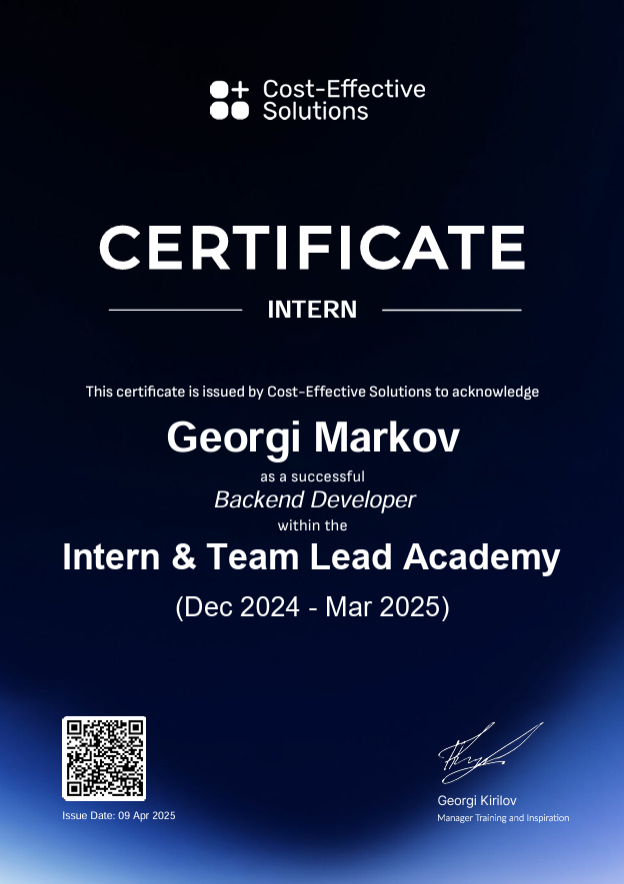 Cost-Effective
Solutions
CERTIFICATE
INTERN
This certificate is issued by Cost-Effective Solutions to acknowledge
Georgi Markov
as a successful
Backend Developer
within the
Intern & Team Lead Academy
(Dec 2024 - Mar 2025)
Issue Date: 09 Apr 2025
Georgi Kirilov
Manager Training and Inspiration